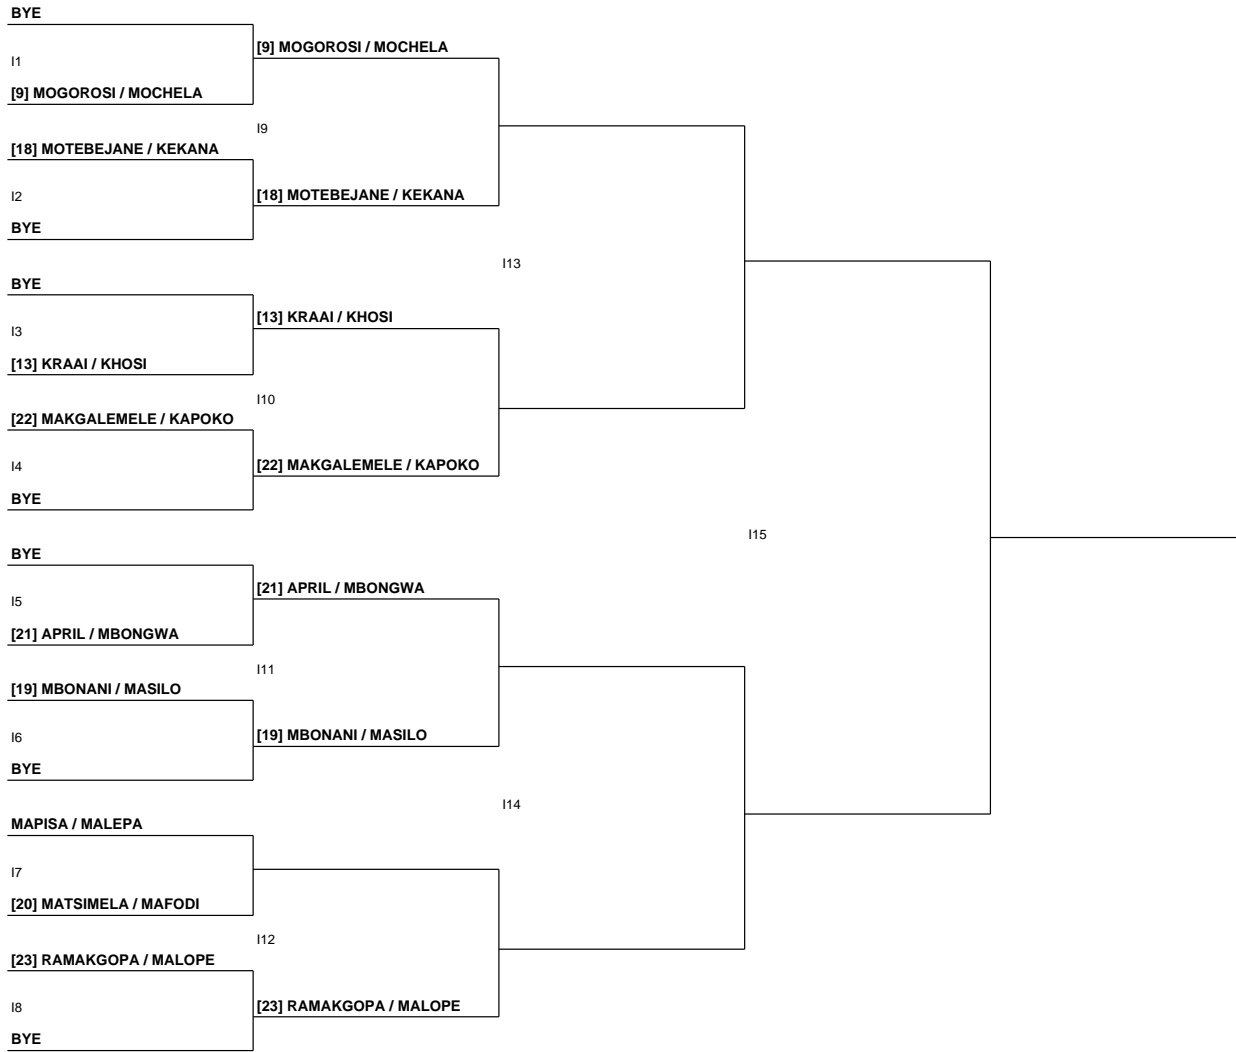 BYE
[9] MOGOROSI / MOCHELA
I1
[9] MOGOROSI / MOCHELA
I9
[18] MOTEBEJANE / KEKANA
I2
[18] MOTEBEJANE / KEKANA
BYE
I13
BYE
[13] KRAAI / KHOSI
I3
[13] KRAAI / KHOSI
I10
[22] MAKGALEMELE / KAPOKO
I4
[22] MAKGALEMELE / KAPOKO
BYE
I15
BYE
[21] APRIL / MBONGWA
I5
[21] APRIL / MBONGWA
I11
[19] MBONANI / MASILO
I6
[19] MBONANI / MASILO
BYE
I14
MAPISA / MALEPA
I7
[20] MATSIMELA / MAFODI
I12
[23] RAMAKGOPA / MALOPE
I8
[23] RAMAKGOPA / MALOPE
BYE